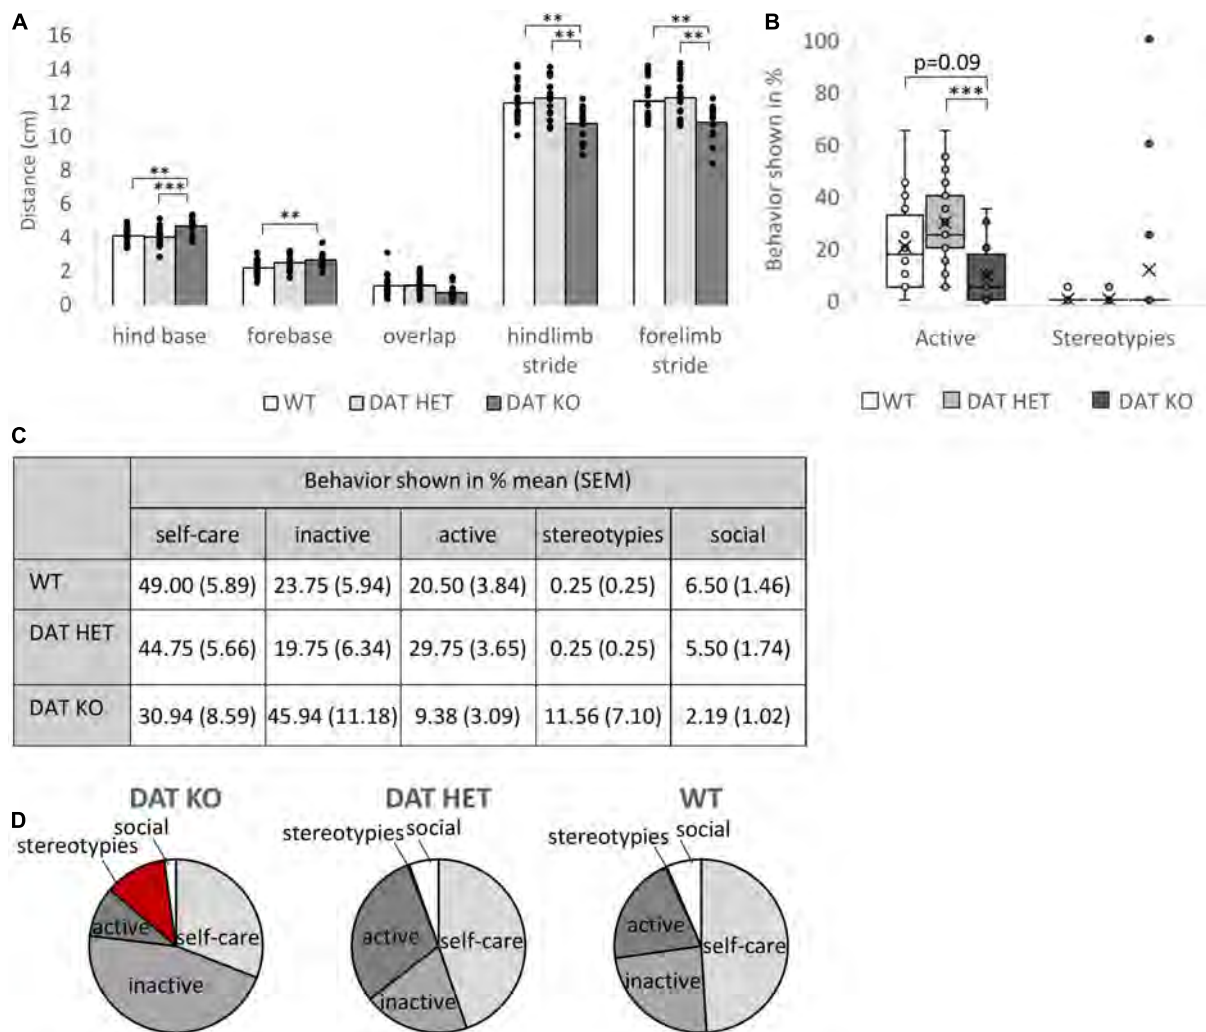 A
16
14
12
10
8
6
4
2
0
Distance (cm)
**
***
**
**
**
**
**
hind base forebase overlap hindlimb stride forelimb stride
WT DAT HET DAT KO
B
100
80
60
40
20
0
Behavior shown in %
p=0.09
***
Active Stereotypies
WT DAT HET DAT KO
C
Behavior shown in % mean (SEM)
self-care inactive active stereotypies social
WT 49.00 (5.89) 23.75 (5.94) 20.50 (3.84) 0.25 (0.25) 6.50 (1.46)
DAT HET 44.75 (5.66) 19.75 (6.34) 29.75 (3.65) 0.25 (0.25) 5.50 (1.74)
DAT KO 30.94 (8.59) 45.94 (11.18) 9.38 (3.09) 11.56 (7.10) 2.19 (1.02)
D
DAT KO
social
stereotypies
active
self-care
inactive
DAT HET
stereotypies social
active
self-care
inactive
WT
stereotypies social
active
self-care
inactive